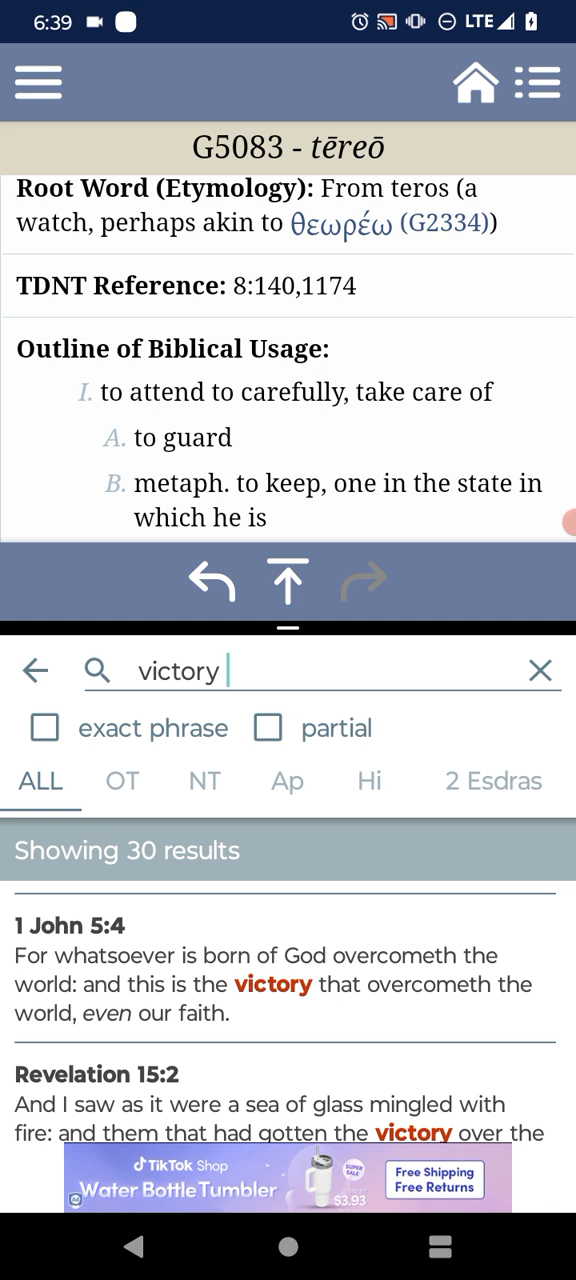 6:39
LTE
G5083 - tēreō
Root Word (Etymology): From teros (a
watch, perhaps akin to θεωρέω (G2334))
TDNT Reference: 8:140,1174
Outline of Biblical Usage:
I. to attend to carefully, take care of
A. to guard
B. metaph. to keep, one in the state in
which he is
victory
exact phrase partial
ALL OT NT Ap Hi 2 Esdras
Showing 30 results
1 John 5:4
For whatsoever is born of God overcometh the
world: and this is the victory that overcometh the
world, even our faith.
Revelation 15:2
And I saw as it were a sea of glass mingled with
fire: and them that had gotten the victory over the
TikTok Shop
Water Bottle Tumbler
SUPER
SALE
$3.93
Free Shipping
Free Returns
Ad